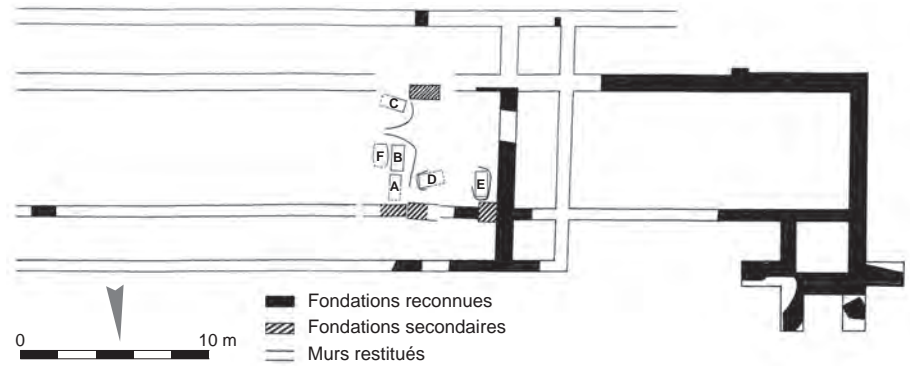 C
F B
D
E
A
Fondations reconnues
Fondations secondaires
Murs restitués
0 10 m